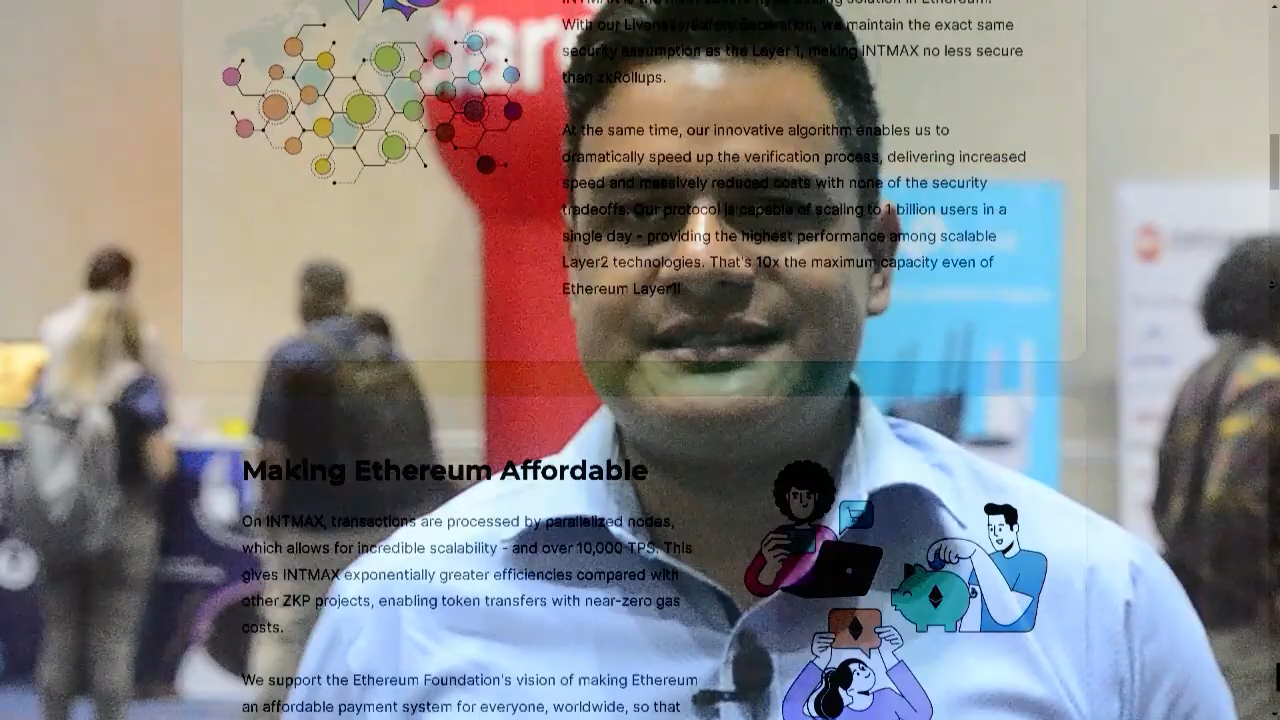 With our Liveness/Safety Separation, we maintain the exact same
security assumption as the Layer 1, making INTMAX no less secure
than zkRollups.
At the same time, our innovative algorithm enables us to
dramatically speed up the verification process, delivering increased
speed and massively reduced costs with none of the security
tradeoffs. Our protocol is capable of scaling to 1 billion users in a
single day - providing the highest performance among scalable
Layer2 technologies. That's 10x the maximum capacity even of
Ethereum Layer1!
Making Ethereum Affordable
On INTMAX, transactions are processed by parallelized nodes,
which allows for incredible scalability - and over 10,000 TPS. This
gives INTMAX exponentially greater efficiencies compared with
other ZKP projects, enabling token transfers with near-zero gas
costs.
We support the Ethereum Foundation's vision of making Ethereum
an affordable payment system for everyone, worldwide, so that